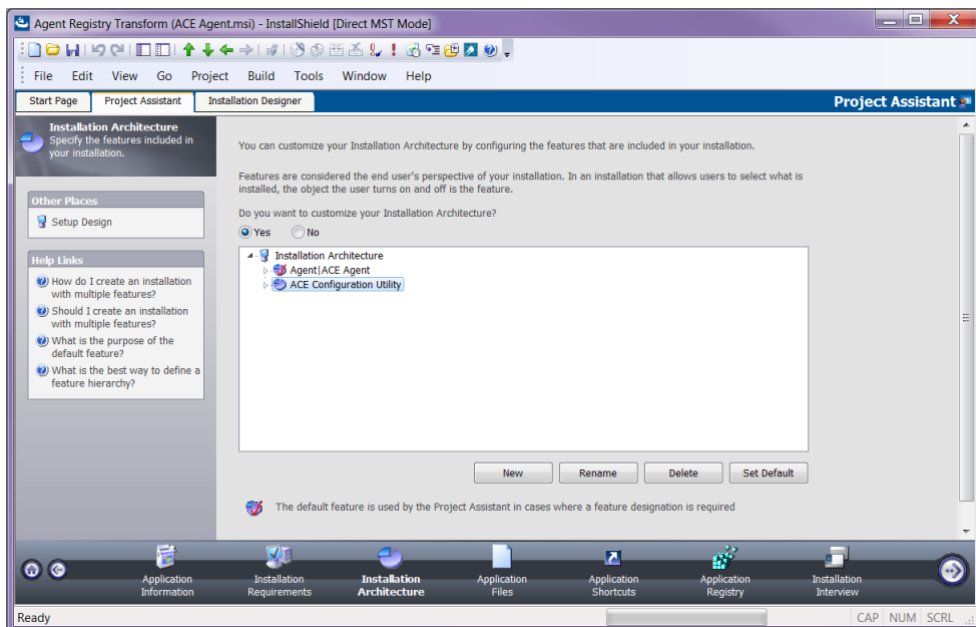 Agent Registry Transform (ACE Agent.msi) - InstallShield [Direct MST Mode]
File Edit View Go Project Build Tools Window Help
Start Page Project Assistant Installation Designer Project Assistant
Installation Architecture
Specify the features included in
your installation.
Other Places
Setup Design
Help Links
How do I create an installation
with multiple features?
Should I create an installation
with multiple features?
What is the purpose of the
default feature?
What is the best way to define a
feature hierarchy?
You can customize your Installation Architecture by configuring the features that are included in your installation.
Features are considered the end user's perspective of your installation. In an installation that allows users to select what is
installed, the object the user turns on and off is the feature.
Do you want to customize your Installation Architecture?
Yes No
Installation Architecture
Agent|ACE Agent
ACE Configuration Utility
New Rename Delete Set Default
The default feature is used by the Project Assistant in cases where a feature designation is required
Application
Information
Installation
Requirements
Installation
Architecture
Application
Files
Application
Shortcuts
Application
Registry
Installation
Interview
Ready CAP NUM SCRL